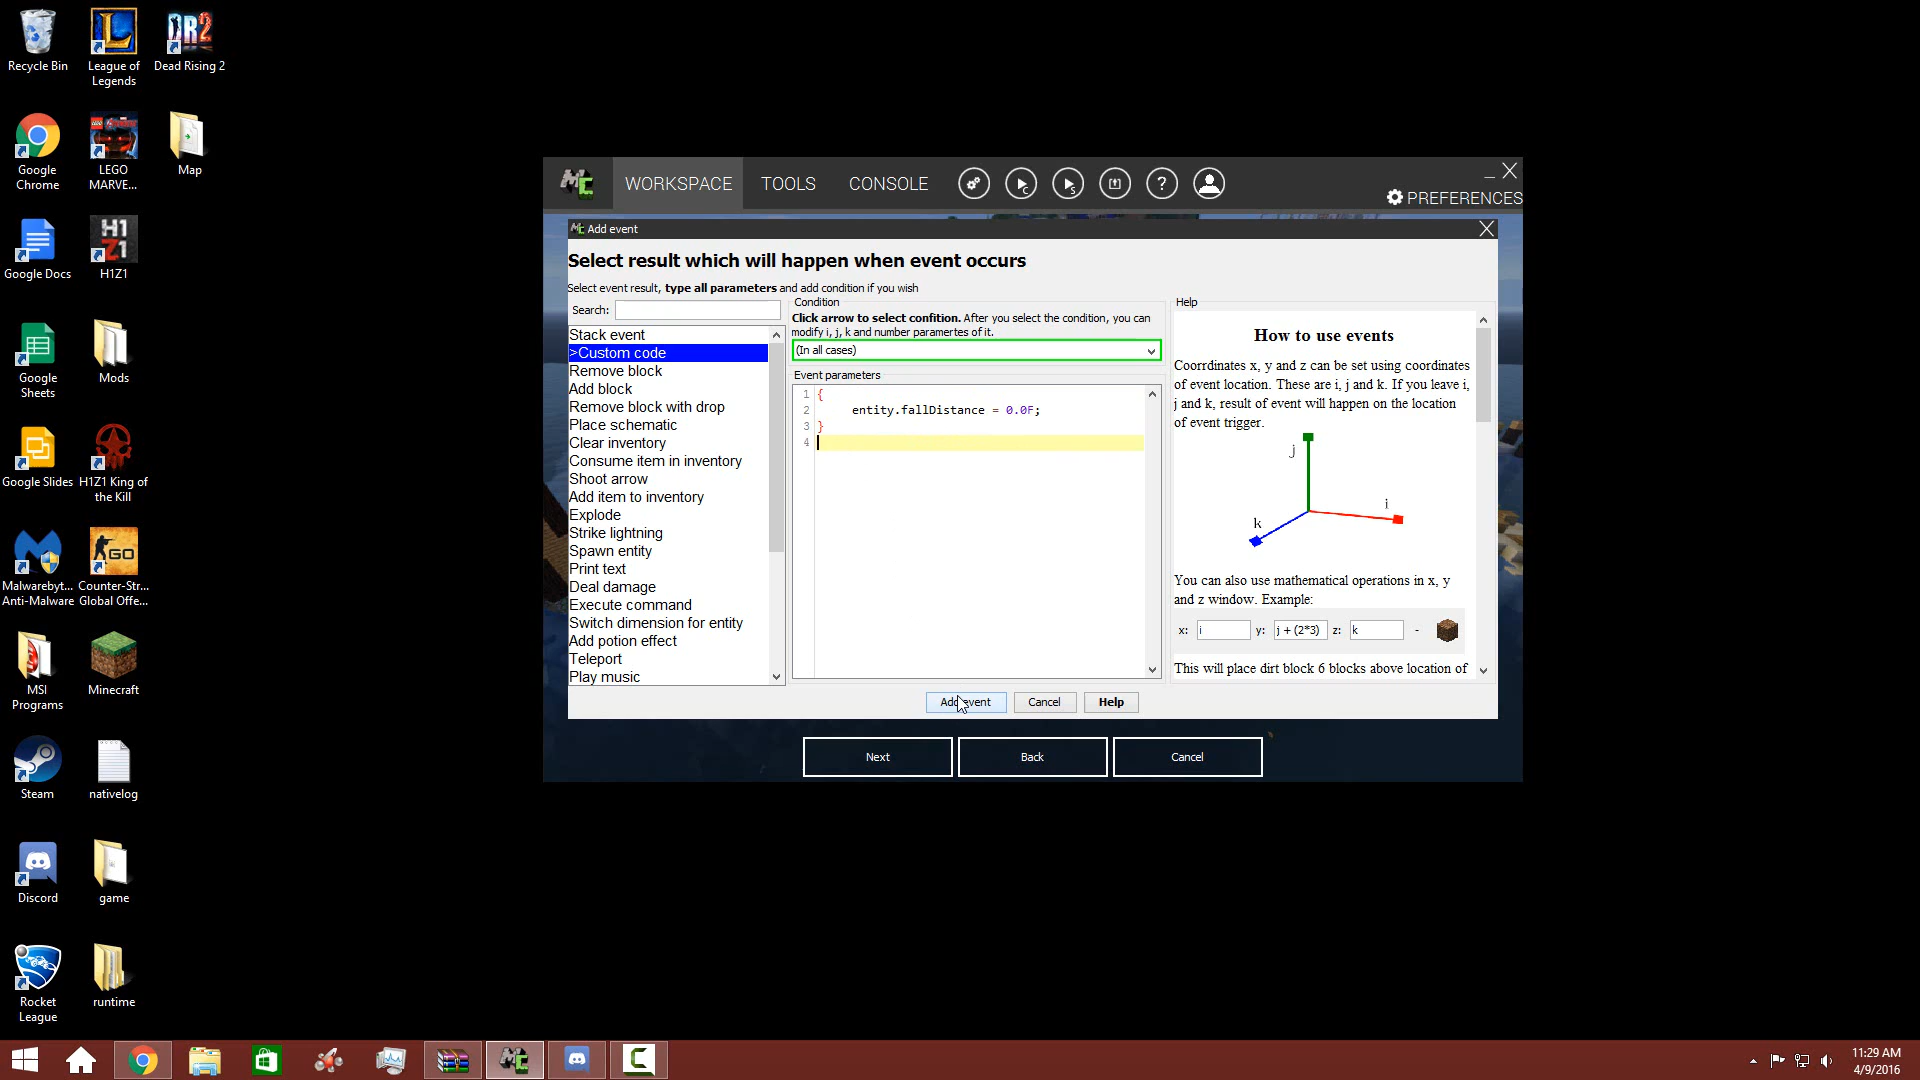 Recycle Bin
League of
Legends
Dead Rising 2
Google
Chrome
LEGO
MARVE...
Map
Google Docs
H1Z1
Google
Sheets
Mods
Google Slides
H1Z1 King of
the Kill
Malwarebyt...
Anti-Malware
Counter-Str...
Global Offe...
MSI
Programs
Minecraft
Steam
nativelog
Discord
game
Rocket
League
runtime
WORKSPACE
TOOLS
CONSOLE
PREFERENCES
Add event
Select result which will happen when event occurs
Select event result, type all parameters and add condition if you wish
Search:
Stack event
>Custom code
Remove block
Add block
Remove block with drop
Place schematic
Clear inventory
Consume item in inventory
Shoot arrow
Add item to inventory
Explode
Strike lightning
Spawn entity
Print text
Deal damage
Execute command
Switch dimension for entity
Add potion effect
Teleport
Play music
Condition
Click arrow to select confition. After you select the condition, you can
modify i, j, k and number paramertes of it.
(In all cases)
Event parameters
1 {
2 entity.fallDistance = 0.0F;
3 }
4
Help
How to use events
Coorrdinates x, y and z can be set using coordinates
of event location. These are i, j and k. If you leave i,
j and k, result of event will happen on the location
of event trigger.
j
i
k
You can also use mathematical operations in x, y
and z window. Example:
x: i y: j + (2*3) z: k -
This will place dirt block 6 blocks above location of
Add event
Cancel
Help
Next
Back
Cancel
11:29 AM
4/9/2016